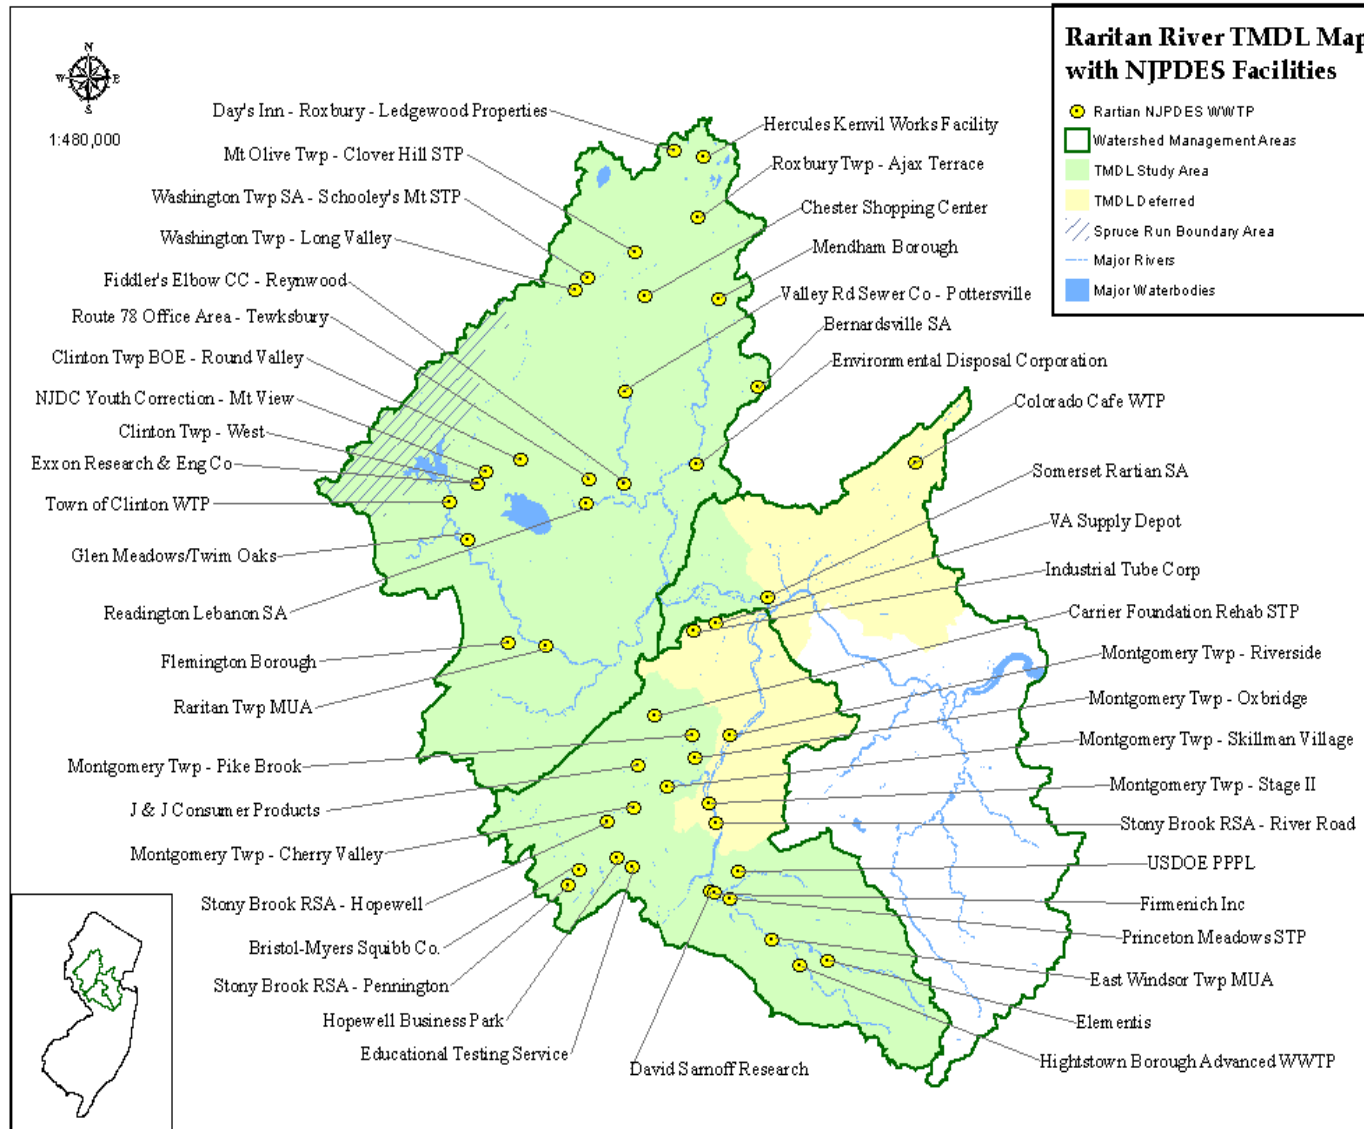 Raritan River TMDL Map
with NJPDES Facilities
Rartian NJPDES WWTP
Watershed Management Areas
TMDL Study Area
TMDL Deferred
Spruce Run Boundary Area
Major Rivers
Major Waterbodies
N
W E
S
1:480,000
Day's Inn - Roxbury - Ledgewood Properties
Mt Olive Twp - Clover Hill STP
Washington Twp SA - Schooley's Mt STP
Washington Twp - Long Valley
Fiddler's Elbow CC - Reynwood
Route 78 Office Area - Tewksbury
Clinton Twp BOE - Round Valley
NJDC Youth Correction - Mt View
Clinton Twp - West
Exxon Research & Eng Co
Town of Clinton WTP
Glen Meadows/Twim Oaks
Readington Lebanon SA
Flemington Borough
Raritan Twp MUA
Montgomery Twp - Pike Brook
J & J Consumer Products
Montgomery Twp - Cherry Valley
Stony Brook RSA - Hopewell
Bristol-Myers Squibb Co.
Stony Brook RSA - Pennington
Hopewell Business Park
Educational Testing Service
David Sarnoff Research
Hercules Kenvil Works Facility
Roxbury Twp - Ajax Terrace
Chester Shopping Center
Mendham Borough
Valley Rd Sewer Co - Pottersville
Bernardsville SA
Environmental Disposal Corporation
Colorado Cafe WTP
Somerset Rartian SA
VA Supply Depot
Industrial Tube Corp
Carrier Foundation Rehab STP
Montgomery Twp - Riverside
Montgomery Twp - Oxbridge
Montgomery Twp - Skillman Village
Montgomery Twp - Stage II
Stony Brook RSA - River Road
USDOE PPPL
Firmenich Inc
Princeton Meadows STP
East Windsor Twp MUA
Elementis
Hightstown Borough Advanced WWTP